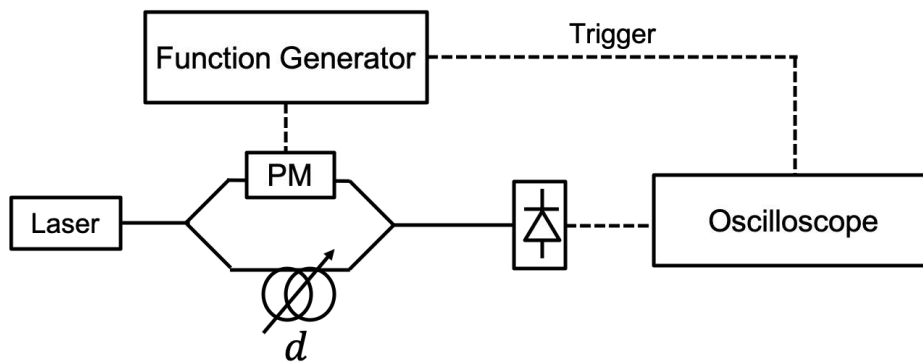 Function Generator
Trigger
PM
Laser
Oscilloscope
d